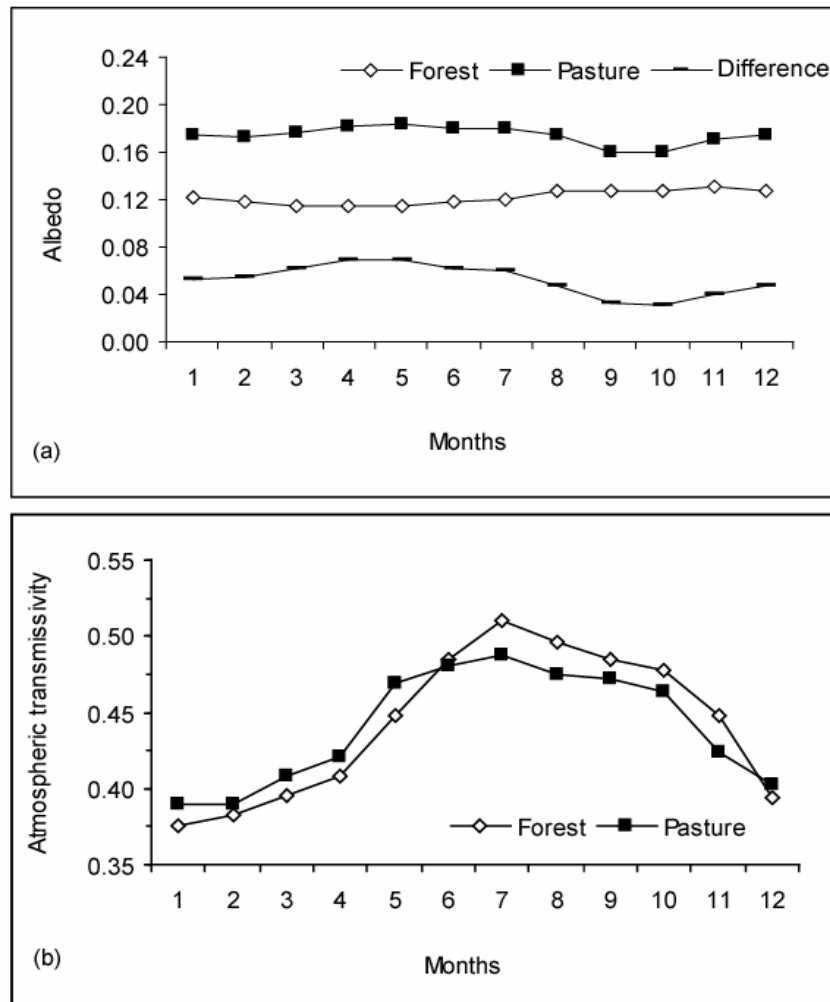 0.24
Forest
Pasture
Difference
0.20
0.16
0.12
0.08
0.04
0.00
Albedo
1 2 3 4 5 6 7 8 9 10 11 12
Months
(a)
0.55
0.50
0.45
0.40
0.35
Atmospheric transmissivity
Forest
Pasture
1 2 3 4 5 6 7 8 9 10 11 12
Months
(b)